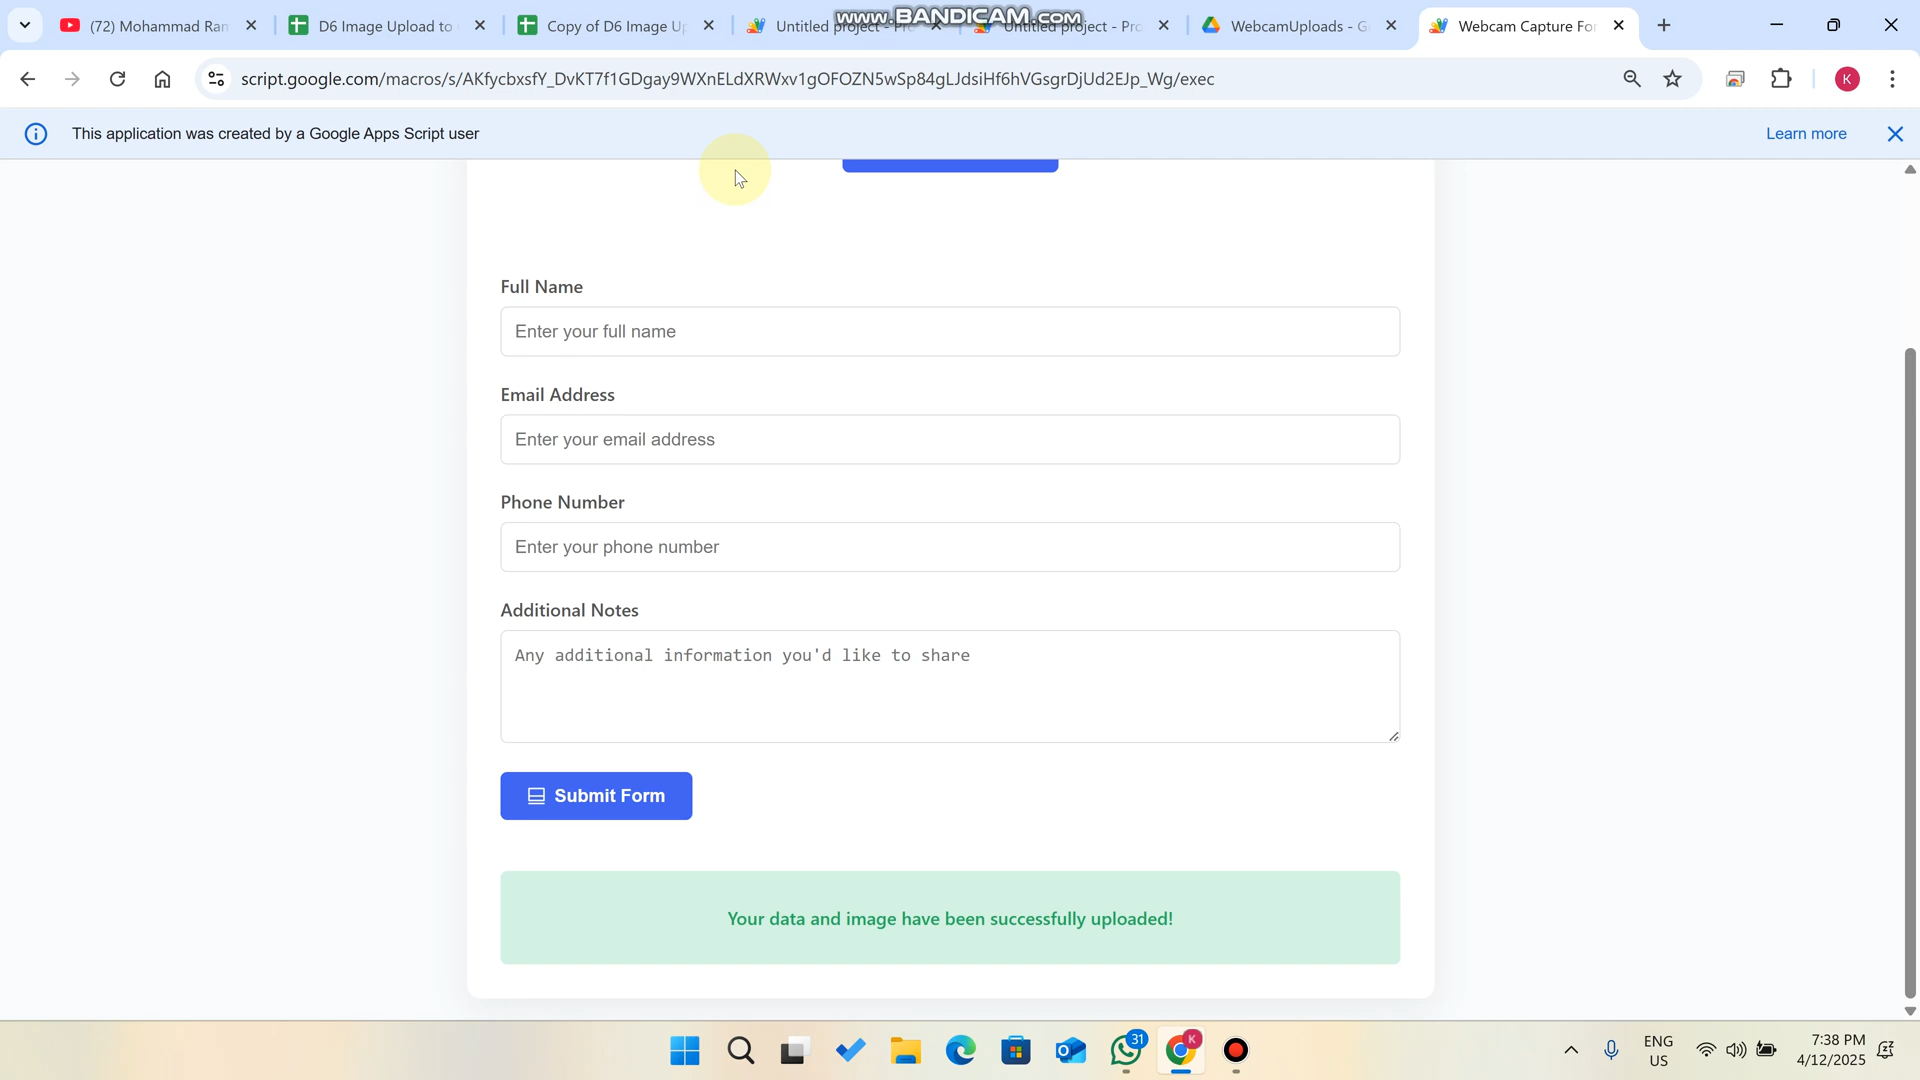 www.BANDICAM.com
(72) Mohammad Ram
D6 Image Upload to
Copy of D6 Image Up
Untitled project - Pro
Untitled project - Pro
WebcamUploads - G
Webcam Capture For
script.google.com/macros/s/AKfycbxsfY_DvKT7f1GDgay9WXnELdXRWxv1gOFOZN5wSp84gLJdsiHf6hVGsgrDjUd2EJp_Wg/exec
K
This application was created by a Google Apps Script user
Learn more
Full Name
Enter your full name
Email Address
Enter your email address
Phone Number
Enter your phone number
Additional Notes
Any additional information you'd like to share
Submit Form
Your data and image have been successfully uploaded!
31
K
ENG
US
7:38 PM
4/12/2025